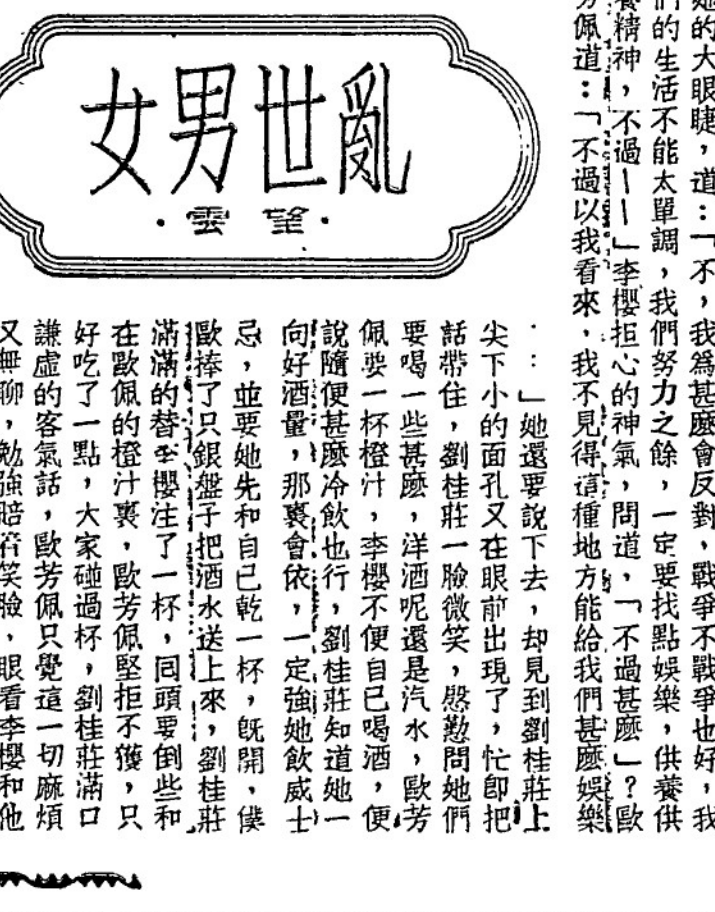 她的大眼睫，道：「不，我爲甚麼會反對，戰爭不戰爭也好，我
們的生活不能太單調，我們努力之餘，一定要找點娛樂，供養供
養精神，不過——」李櫻担心的神氣，問道，「不過甚麼」？歐
芳佩道：「不過以我看來，我不見得這種地方能給我們甚麼娛樂
亂世男女
·望雲·
．：」她還要說下去，却見到劉桂莊上
尖下小的面孔又在眼前出現了，忙卽把
話帶住，劉桂莊一臉微笑，慇懃問她們
要喝一些甚麽，洋酒呢還是汽水，歐芳
佩要一杯橙汁，李櫻不便自己喝酒，便
說隨便甚麼冷飲也行，劉桂莊知道她一
向好酒量，那裏會依，一定強她飲威士
忌，並要她先和自己乾一杯，旣開，僕
歐捧了只銀盤子把酒水送上來，劉桂莊
滿滿的替李櫻注了一杯，回頭要倒些和
在歐佩的橙汁裏，歐芳佩堅拒不獲，只
好吃了一點，大家碰過杯，劉桂莊滿口
謙虛的客氣話，歐芳佩只覺這一切麻煩
又無聊，勉強賠着笑臉，眼看李櫻和他